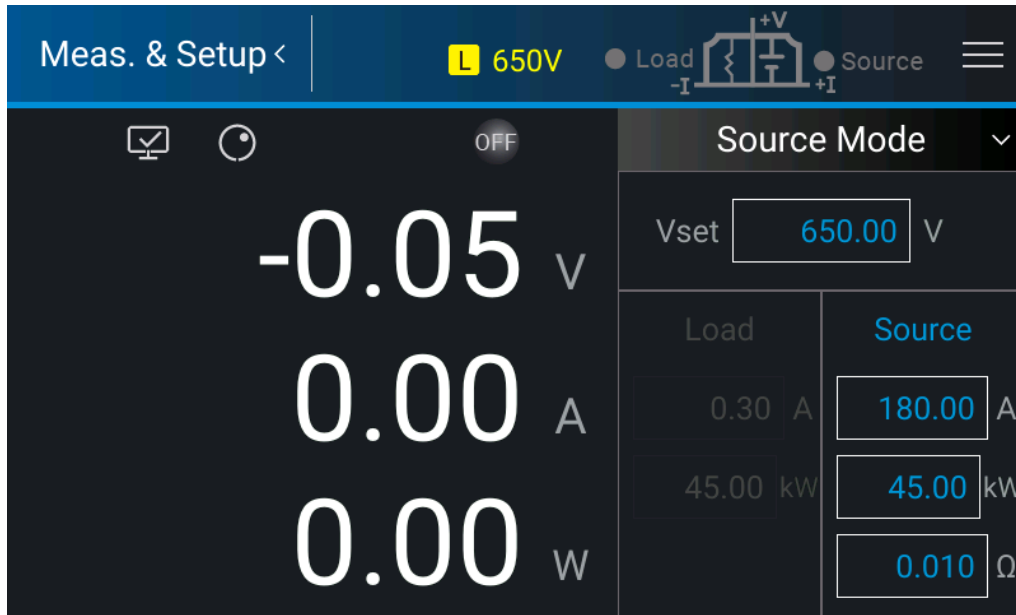 Meas. & Setup <
L 650V
+V
Load
Source
-I
+I
OFF
Source Mode
-0.05 V
Vset 650.00 V
Load Source
0.00 A
0.30 A 180.00 A
45.00 kW 45.00 kW
0.00 W
0.010 Ω